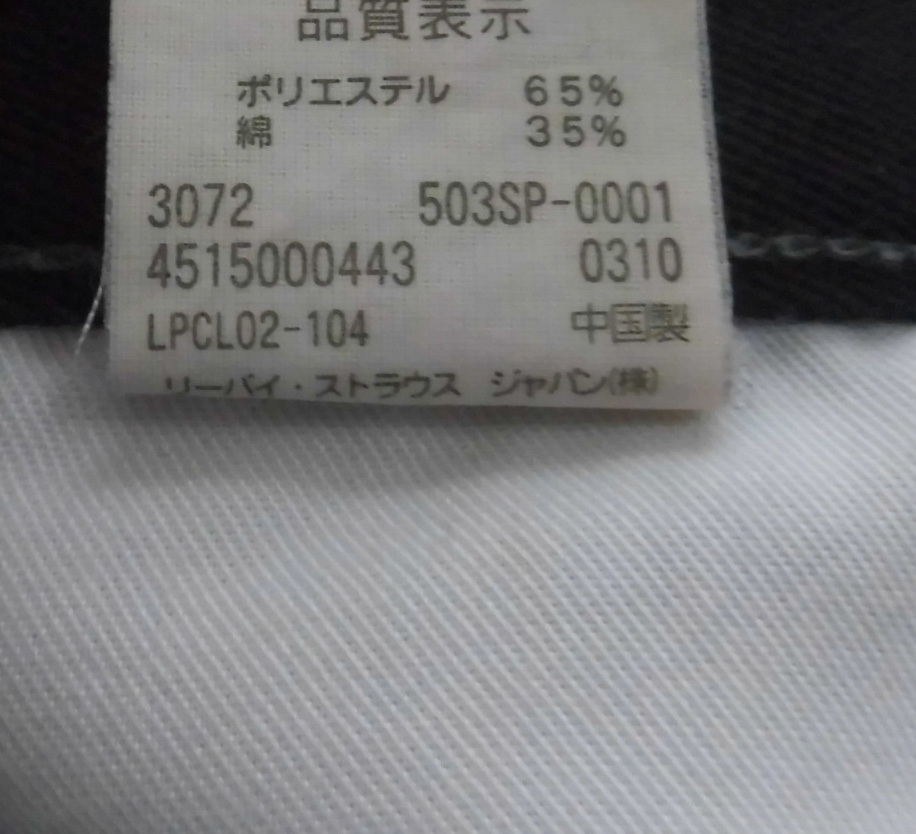 品質表示
ポリエステル 65%
綿 35%
3072 503SP-0001
4515000443 0310
LPCL02-104 中国製
リーバイ・ストラウス ジャパン(株)